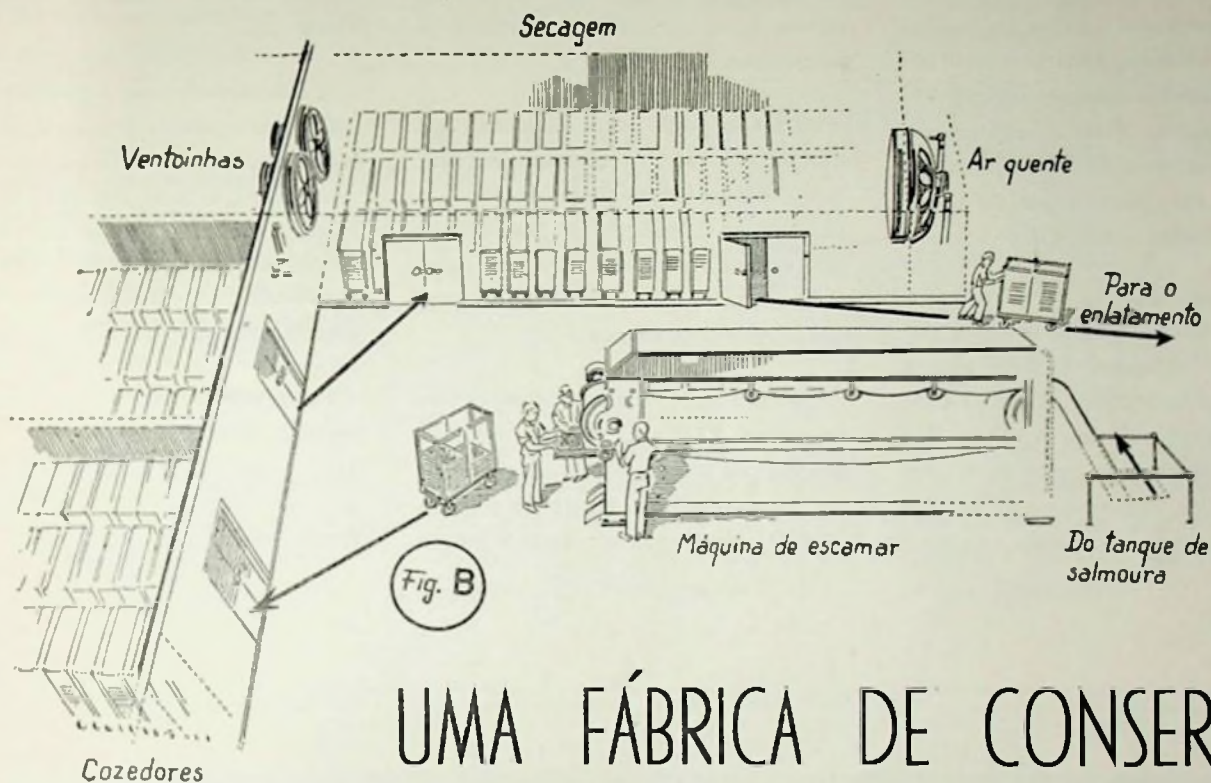 Secagem
Ventoinhas
Ar quente
Para o
enlatamento
Máquina de escamar
Do tanque de
salmoura
Fig. B
UMA FÁBRICA DE CONSER
Cozedores